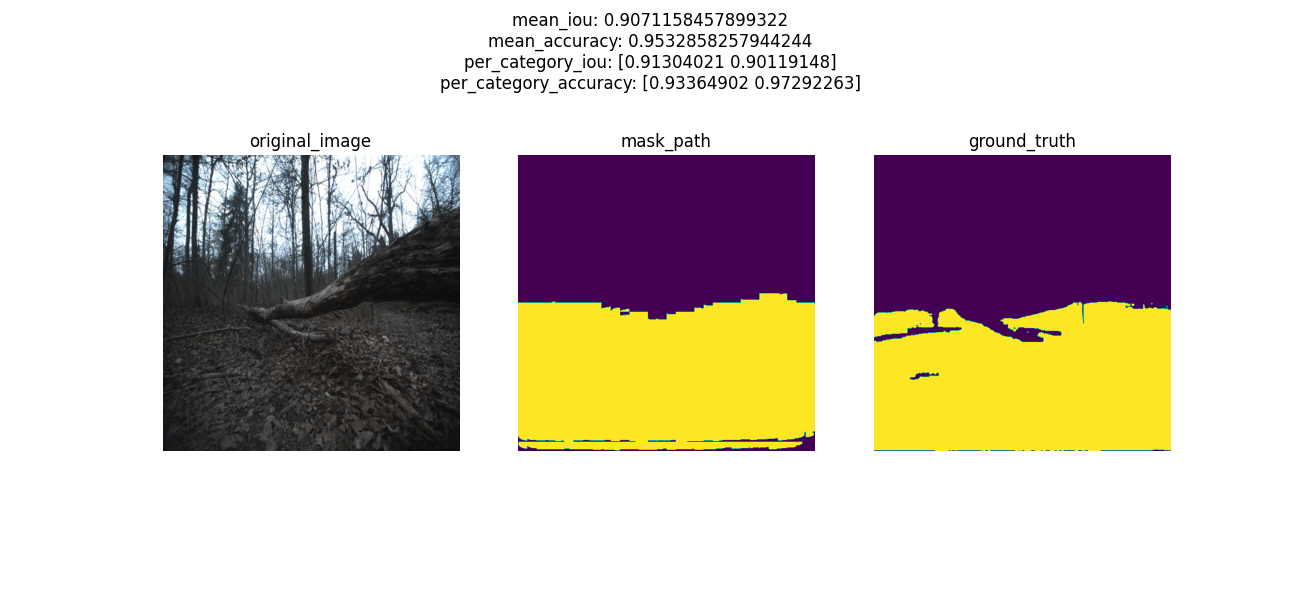 mean_iou: 0.9071158457899322
mean_accuracy: 0.9532858257944244
per_category_iou: [0.91304021 0.90119148]
per_category_accuracy: [0.93364902 0.97292263]
original_image
mask_path
ground_truth